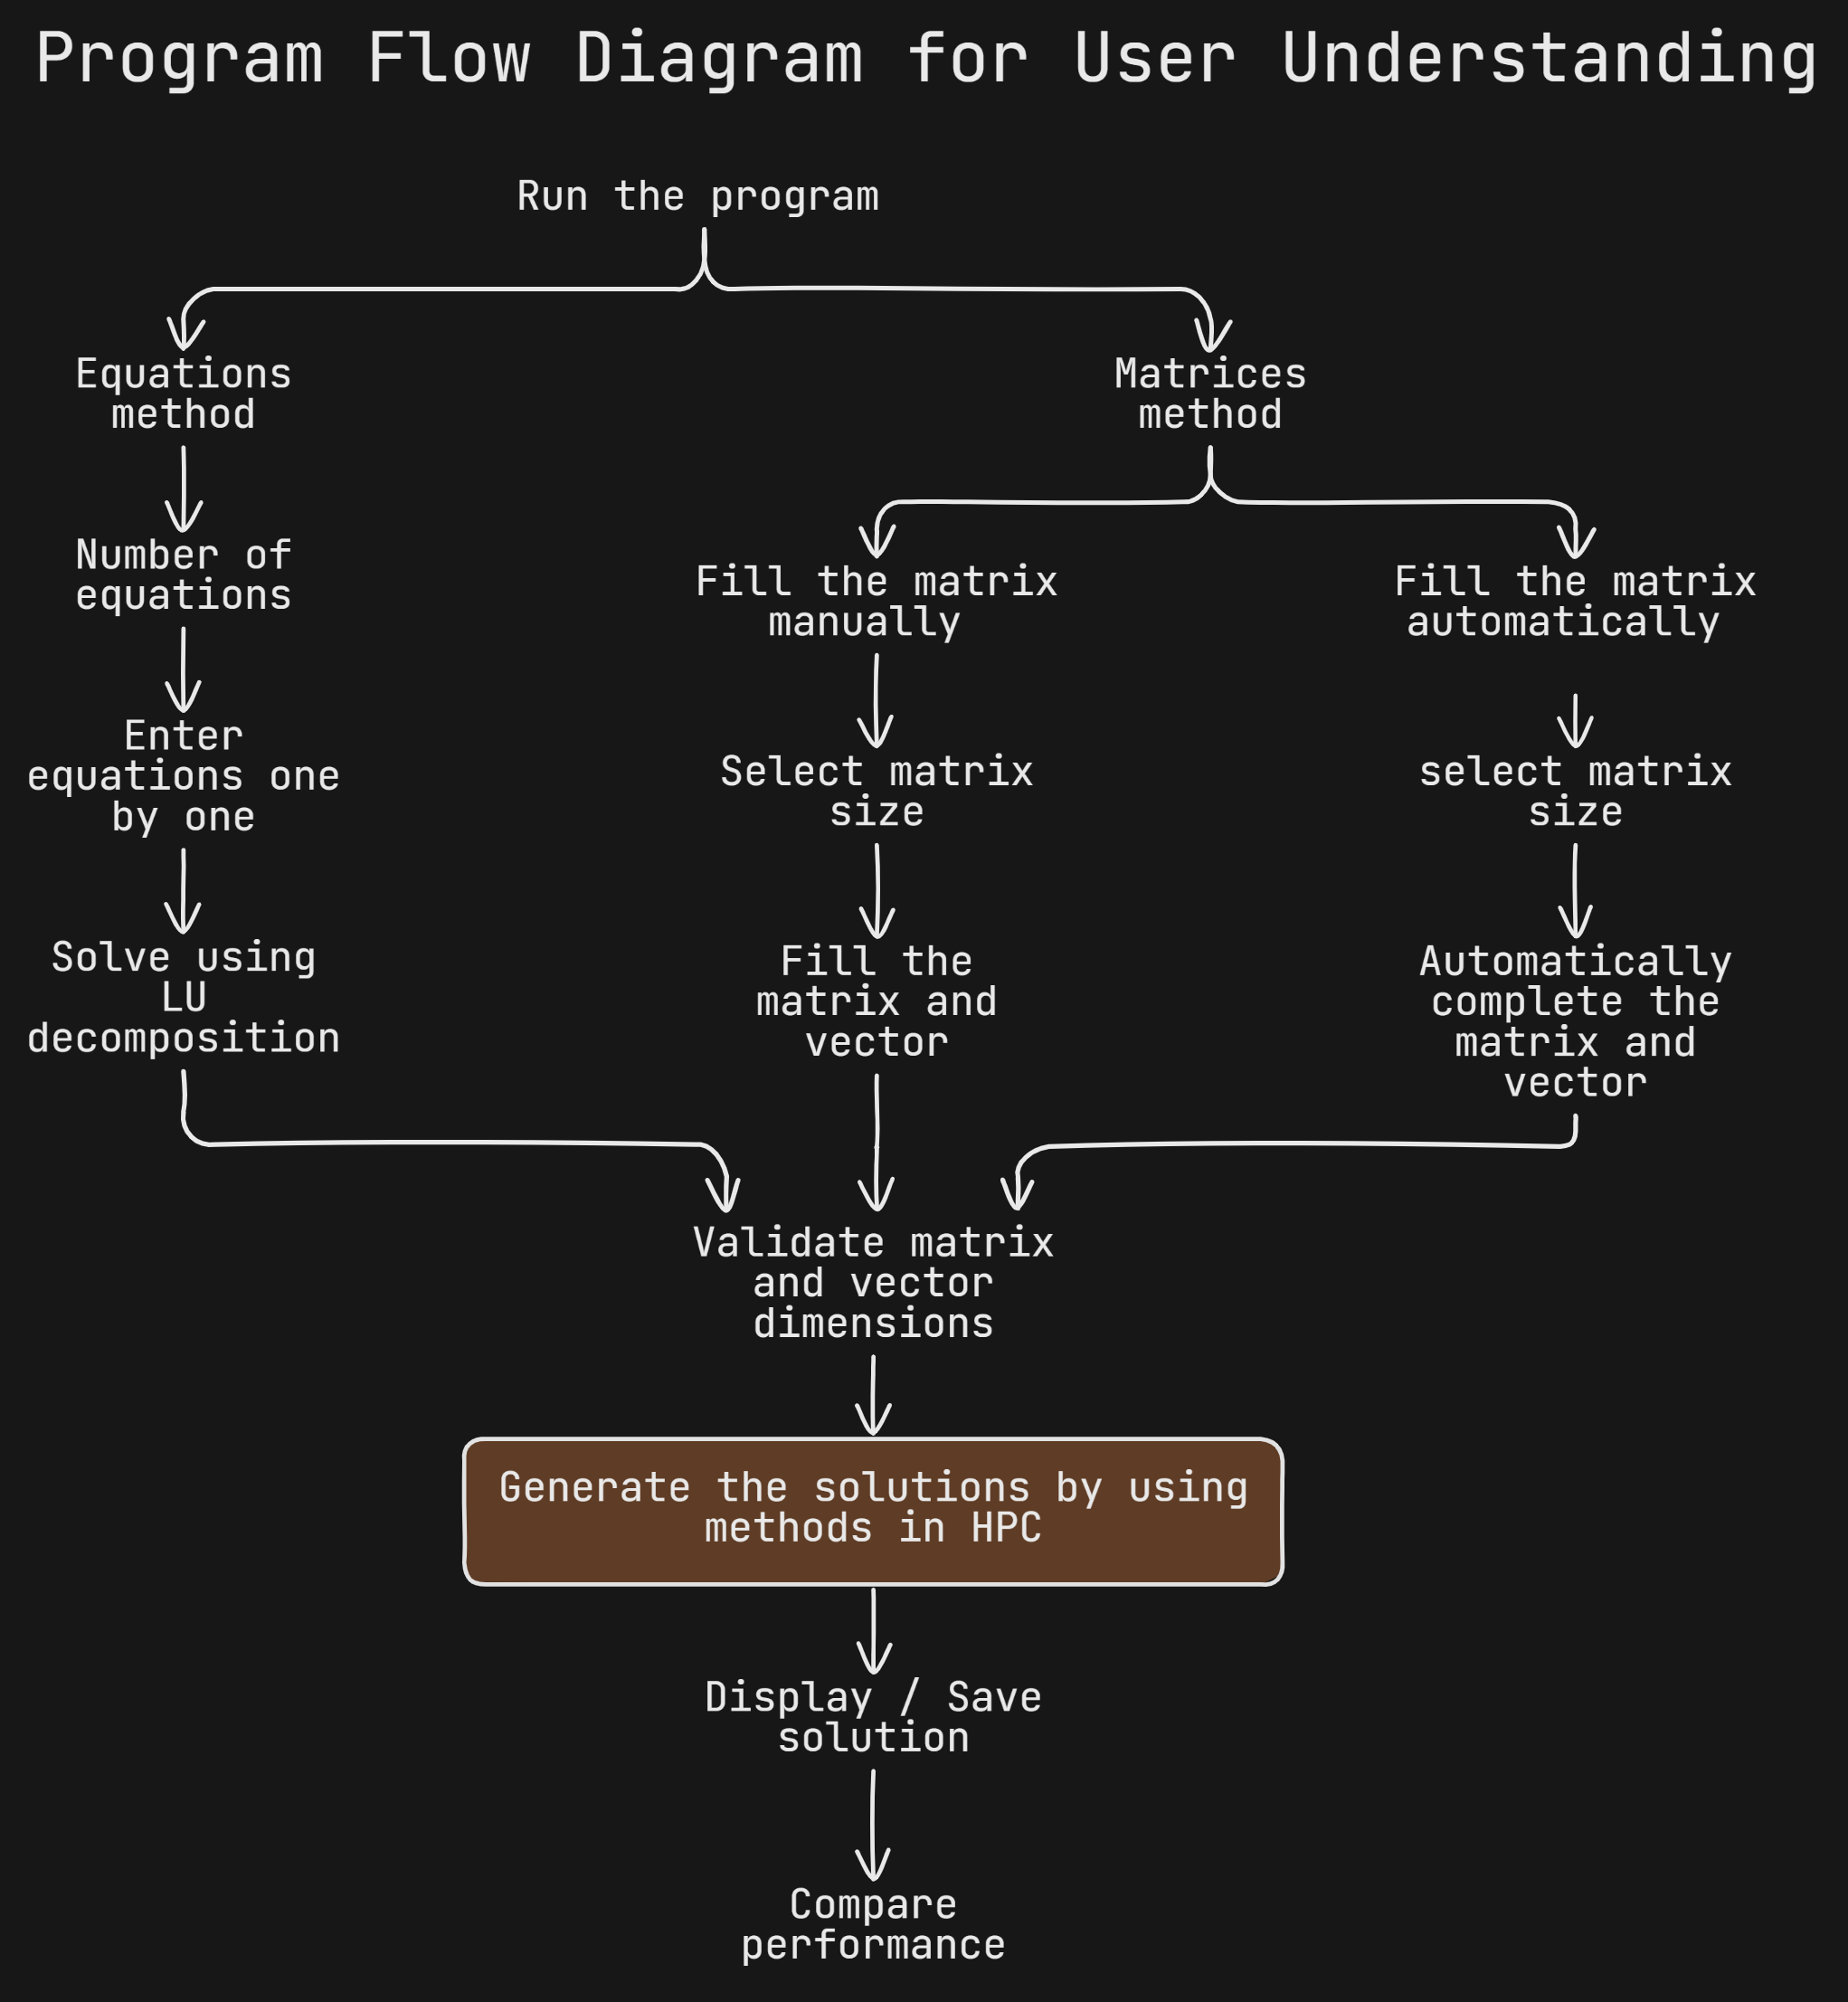 Program Flow Diagram for User Understanding
Run the program
Equations
method
Matrices
method
Number of
equations
Fill the matrix
manually
Fill the matrix
automatically
Enter
equations one
by one
Select matrix
size
select matrix
size
Solve using
LU
decomposition
Fill the
matrix and
vector
Automatically
complete the
matrix and
vector
Validate matrix
and vector
dimensions
Generate the solutions by using
methods in HPC
Display / Save
solution
Compare
performance